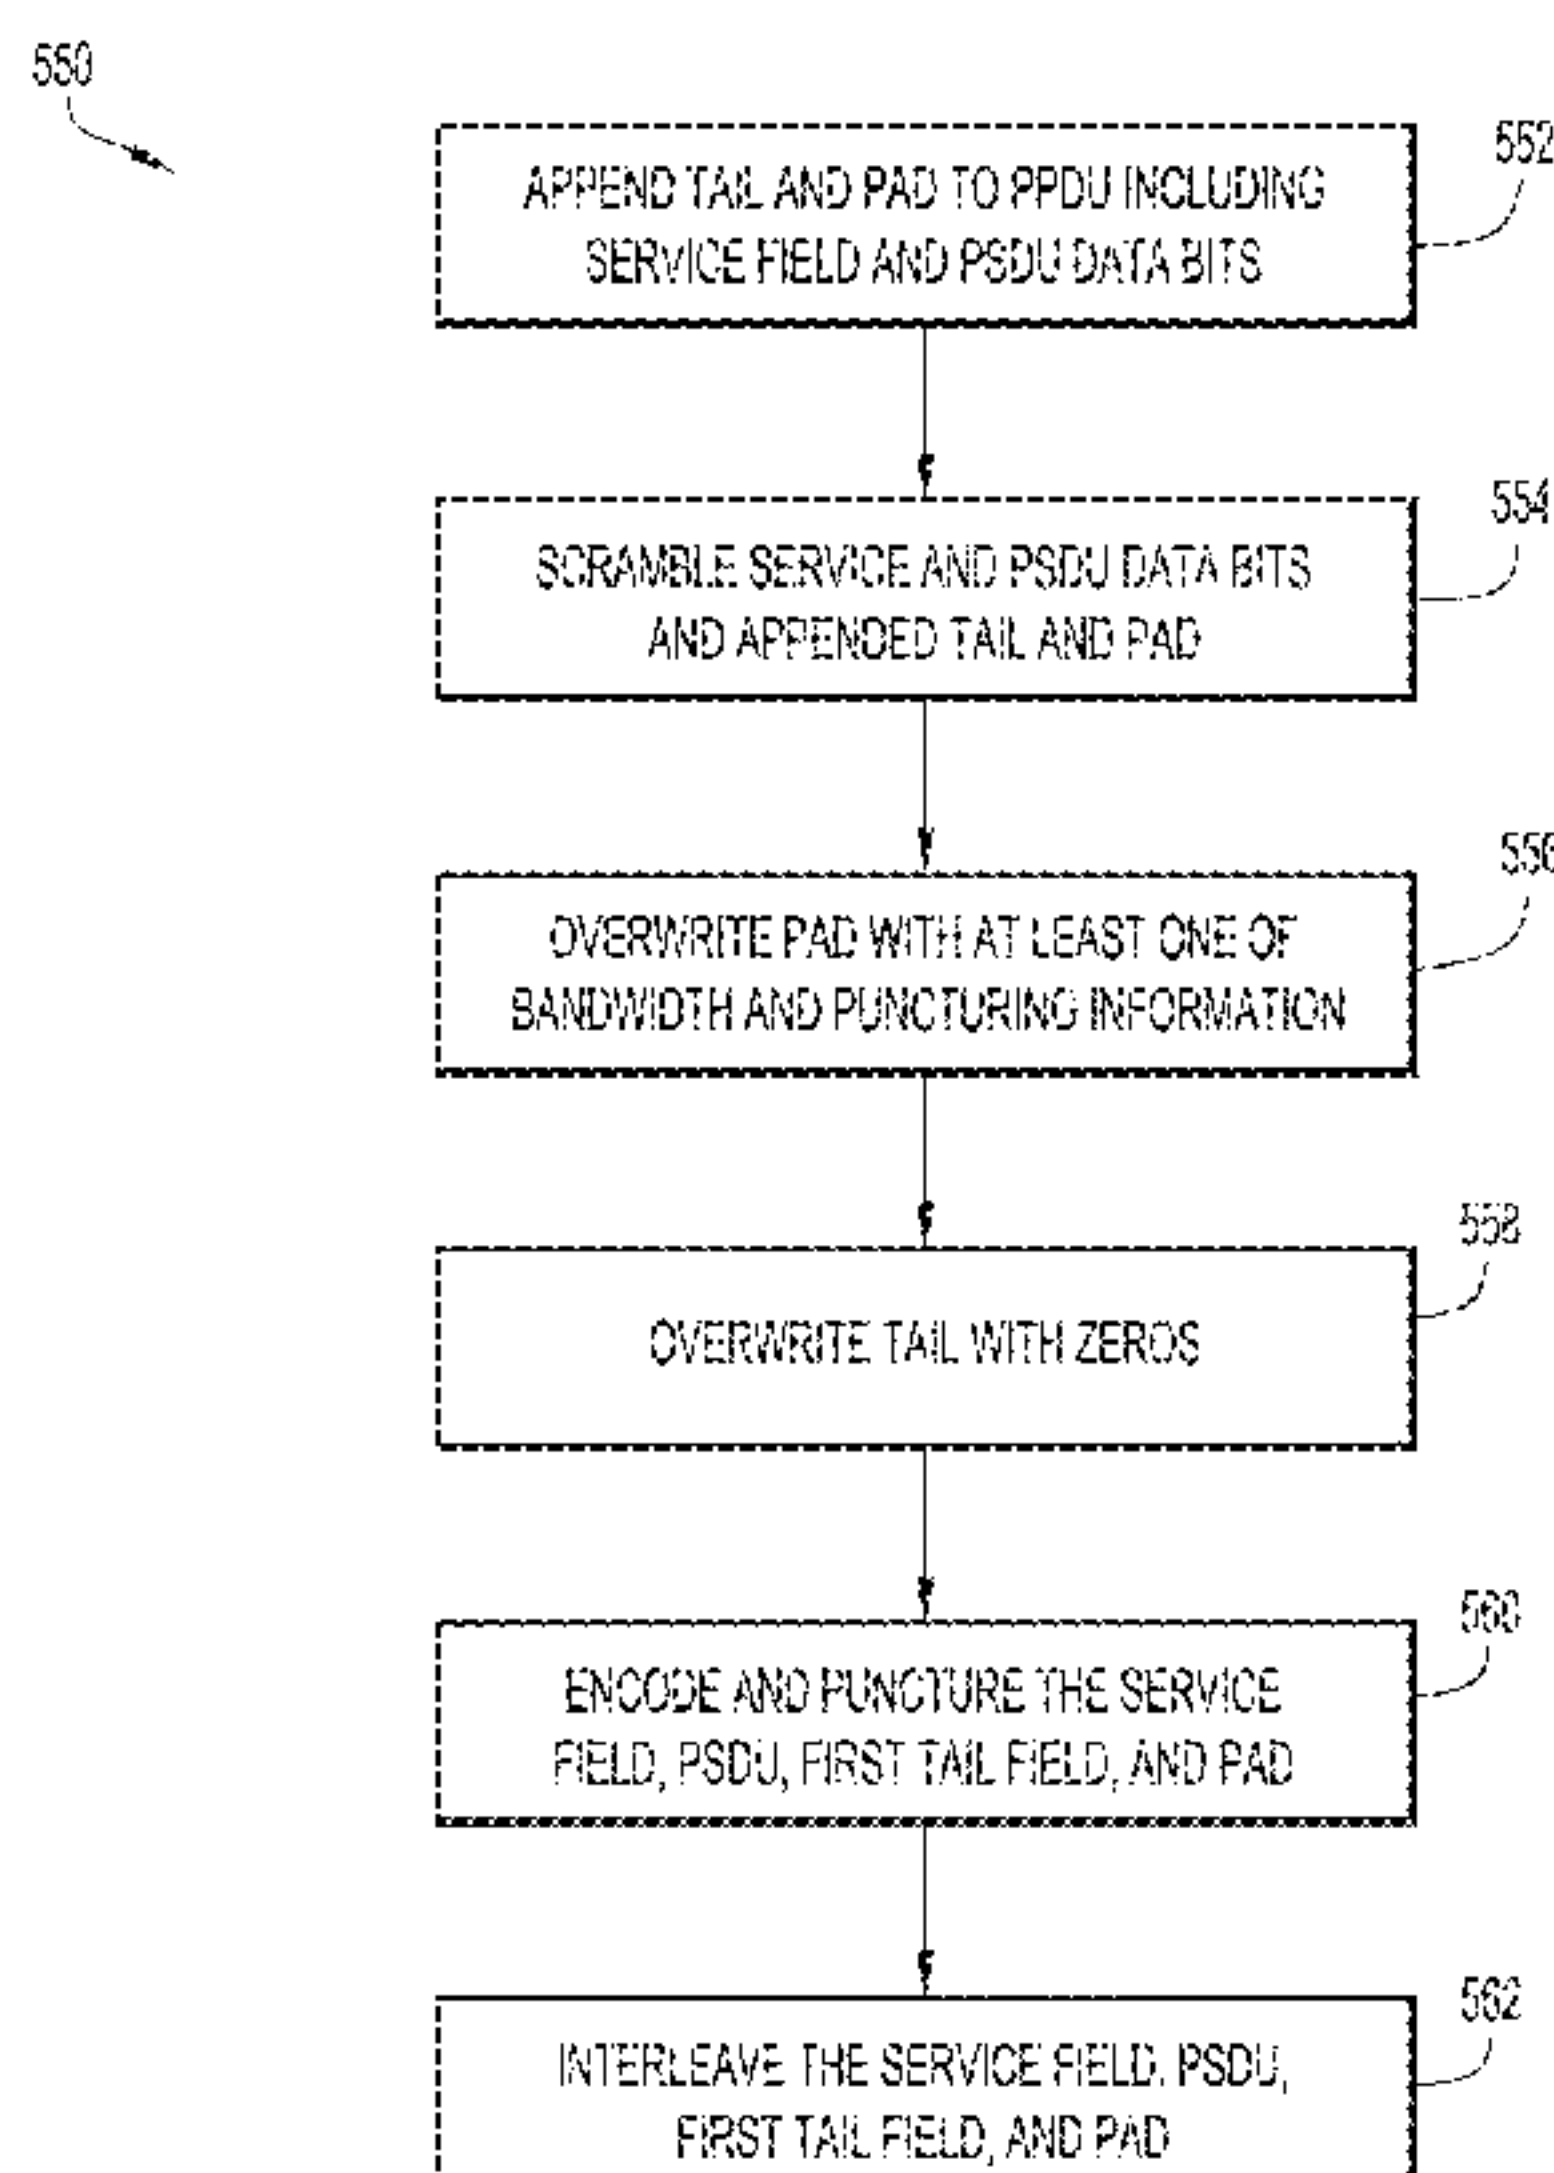 550
552
APPEND TAIL AND PAD TO PPDU INCLUDING
SERVICE FIELD AND PSDU DATA BITS
554
SCRAMBLE SERVICE AND PSDU DATA BITS
AND APPENDED TAIL AND PAD
556
OVERWRITE PAD WITH AT LEAST ONE OF
BANDWIDTH AND PUNCTURING INFORMATION
558
OVERWRITE TAIL WITH ZEROS
560
ENCODE AND PUNCTURE THE SERVICE
FIELD, PSDU, FIRST TAIL FIELD, AND PAD
562
INTERLEAVE THE SERVICE FIELD, PSDU,
FIRST TAIL FIELD, AND PAD